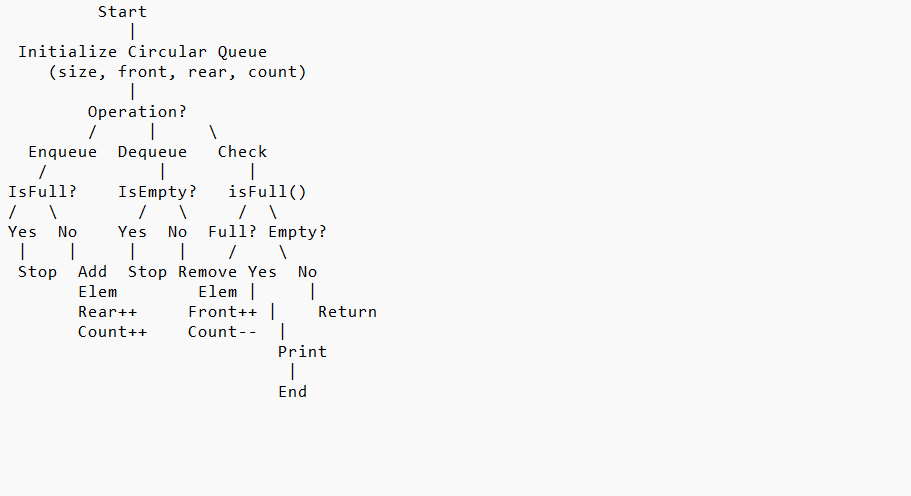 Start
|
Initialize Circular Queue
(size, front, rear, count)
|
Operation?
/ | \
Enqueue Dequeue Check
/ | |
IsFull? IsEmpty? isFull()
/ \ / \ / \
Yes No Yes No Full? Empty?
| | | | / \
Stop Add Stop Remove Yes No
Elem Elem | |
Rear++ Front++ | Return
Count++ Count-- |
Print
|
End